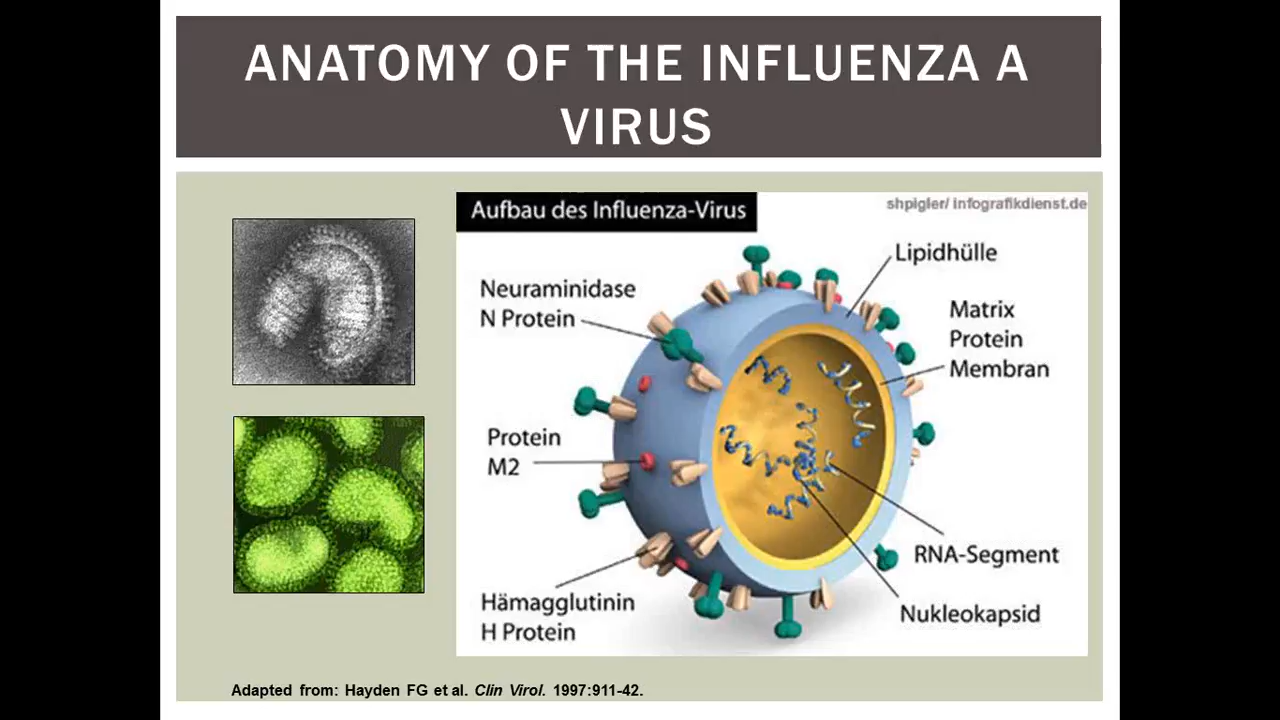 ANATOMY OF THE INFLUENZA A
VIRUS
Aufbau des Influenza-Virus
shpigler/ infografikdienst.de
Lipidhülle
Neuraminidase
N Protein
Matrix
Protein
Membran
Protein
M2
RNA-Segment
Hämagglutinin
H Protein
Nukleokapsid
Adapted from: Hayden FG et al. Clin Virol. 1997:911-42.